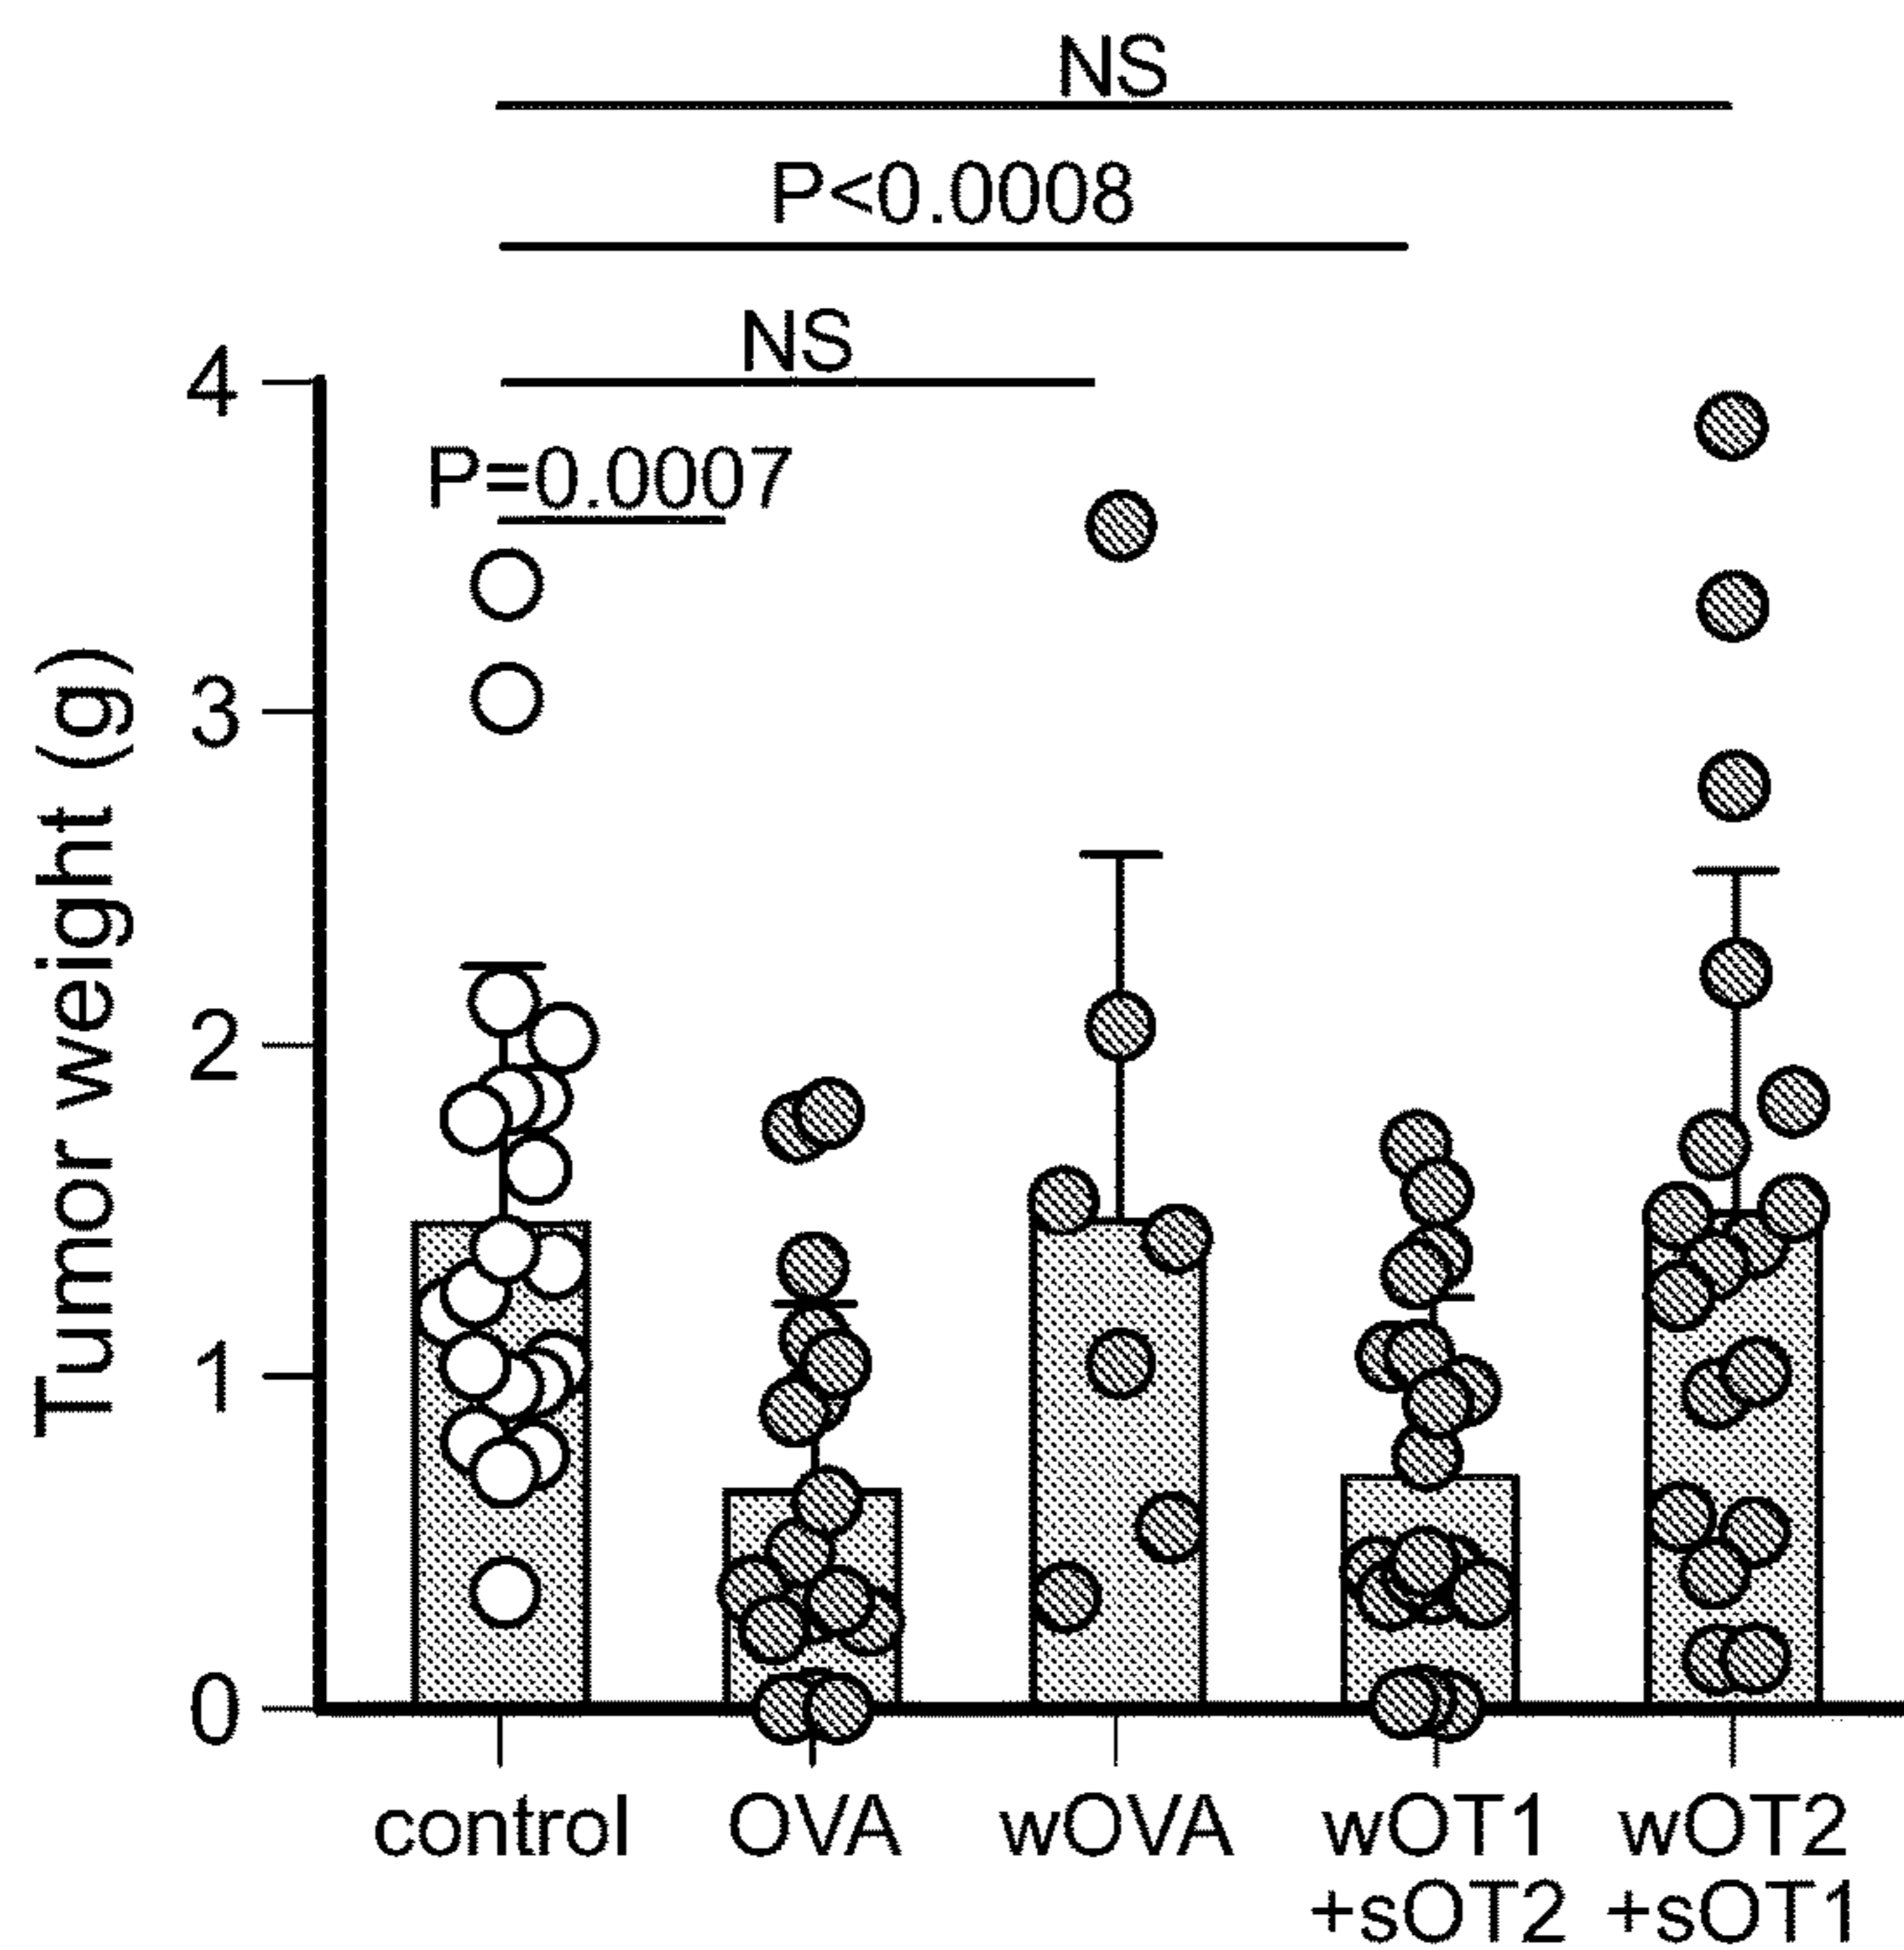 NS
P<0.0008
NS
P=0.0007
Tumor weight (g)
4
3
2
1
0
control
OVA
wOVA
wOT1
+sOT2
wOT2
+sOT1